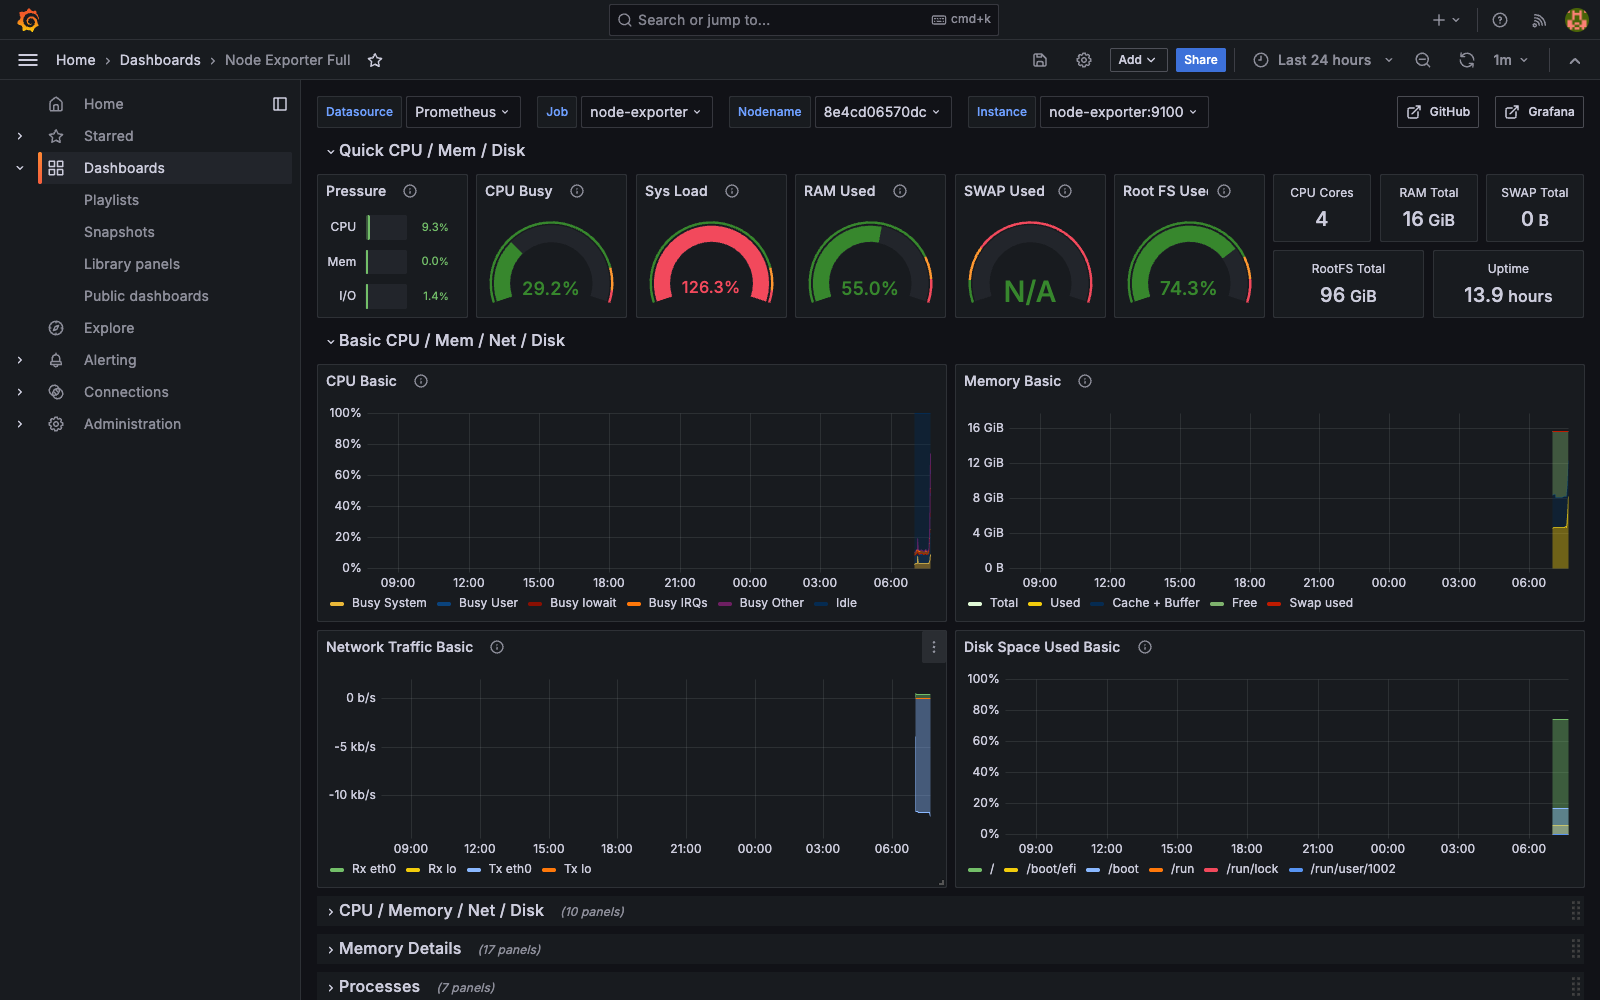 Search or jump to... cmd+k
Home › Dashboards › Node Exporter Full Add Share Last 24 hours 1m
Home
Starred
Dashboards
Playlists
Snapshots
Library panels
Public dashboards
Explore
Alerting
Connections
Administration
Datasource Prometheus Job node-exporter Nodename 8e4cd06570dc Instance node-exporter:9100 GitHub Grafana
Quick CPU / Mem / Disk
Pressure
CPU 9.3%
Mem 0.0%
I/O 1.4%
CPU Busy
29.2%
Sys Load
126.3%
RAM Used
55.0%
SWAP Used
N/A
Root FS Used
74.3%
CPU Cores
4
RAM Total
16 GiB
SWAP Total
0 B
RootFS Total
96 GiB
Uptime
13.9 hours
Basic CPU / Mem / Net / Disk
CPU Basic
100%
80%
60%
40%
20%
0%
09:00 12:00 15:00 18:00 21:00 00:00 03:00 06:00
Busy System Busy User Busy Iowait Busy IRQs Busy Other Idle
Memory Basic
16 GiB
12 GiB
8 GiB
4 GiB
0 B
09:00 12:00 15:00 18:00 21:00 00:00 03:00 06:00
Total Used Cache + Buffer Free Swap used
Network Traffic Basic
0 b/s
-5 kb/s
-10 kb/s
09:00 12:00 15:00 18:00 21:00 00:00 03:00 06:00
Rx eth0 Rx lo Tx eth0 Tx lo
Disk Space Used Basic
100%
80%
60%
40%
20%
0%
09:00 12:00 15:00 18:00 21:00 00:00 03:00 06:00
/ /boot/efi /boot /run /run/lock /run/user/1002
CPU / Memory / Net / Disk (10 panels)
Memory Details (17 panels)
Processes (7 panels)